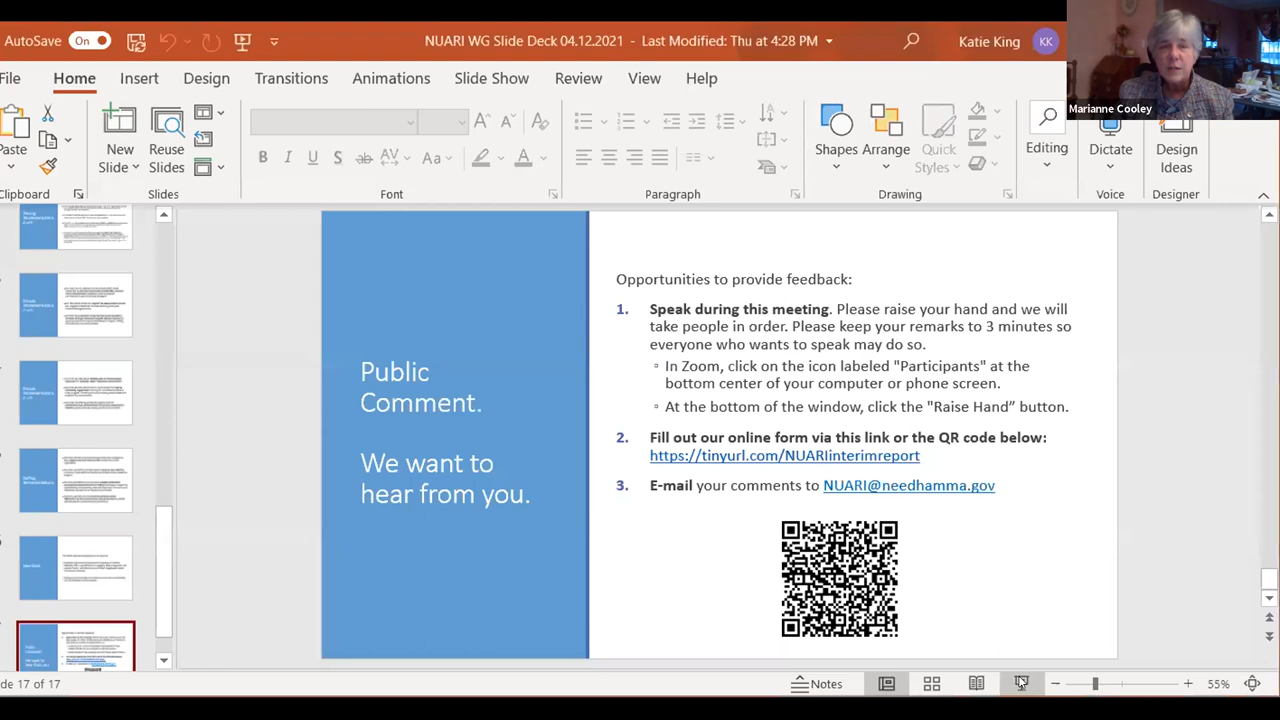 AutoSave On
NUARI WG Slide Deck 04.12.2021 - Last Modified: Thu at 4:28 PM
Katie King KK
Marianne Cooley
File Home Insert Design Transitions Animations Slide Show Review View Help
Paste
New
Slide
Reuse
Slides
B I U S ab AV Aa A
Shapes Arrange Quick
Styles
Editing
Dictate
Design
Ideas
Clipboard Slides Font Paragraph Drawing Voice Designer
Public
Comment.
We want to
hear from you.
Opportunities to provide feedback:
1. Speak during this meeting. Please raise your hand and we will
take people in order. Please keep your remarks to 3 minutes so
everyone who wants to speak may do so.
◦ In Zoom, click on the icon labeled "Participants" at the
bottom center of your computer or phone screen.
◦ At the bottom of the window, click the "Raise Hand” button.
2. Fill out our online form via this link or the QR code below:
https://tinyurl.com/NUARIinterimreport
3. E-mail your comments to NUARI@needhamma.gov
de 17 of 17
Notes
55%